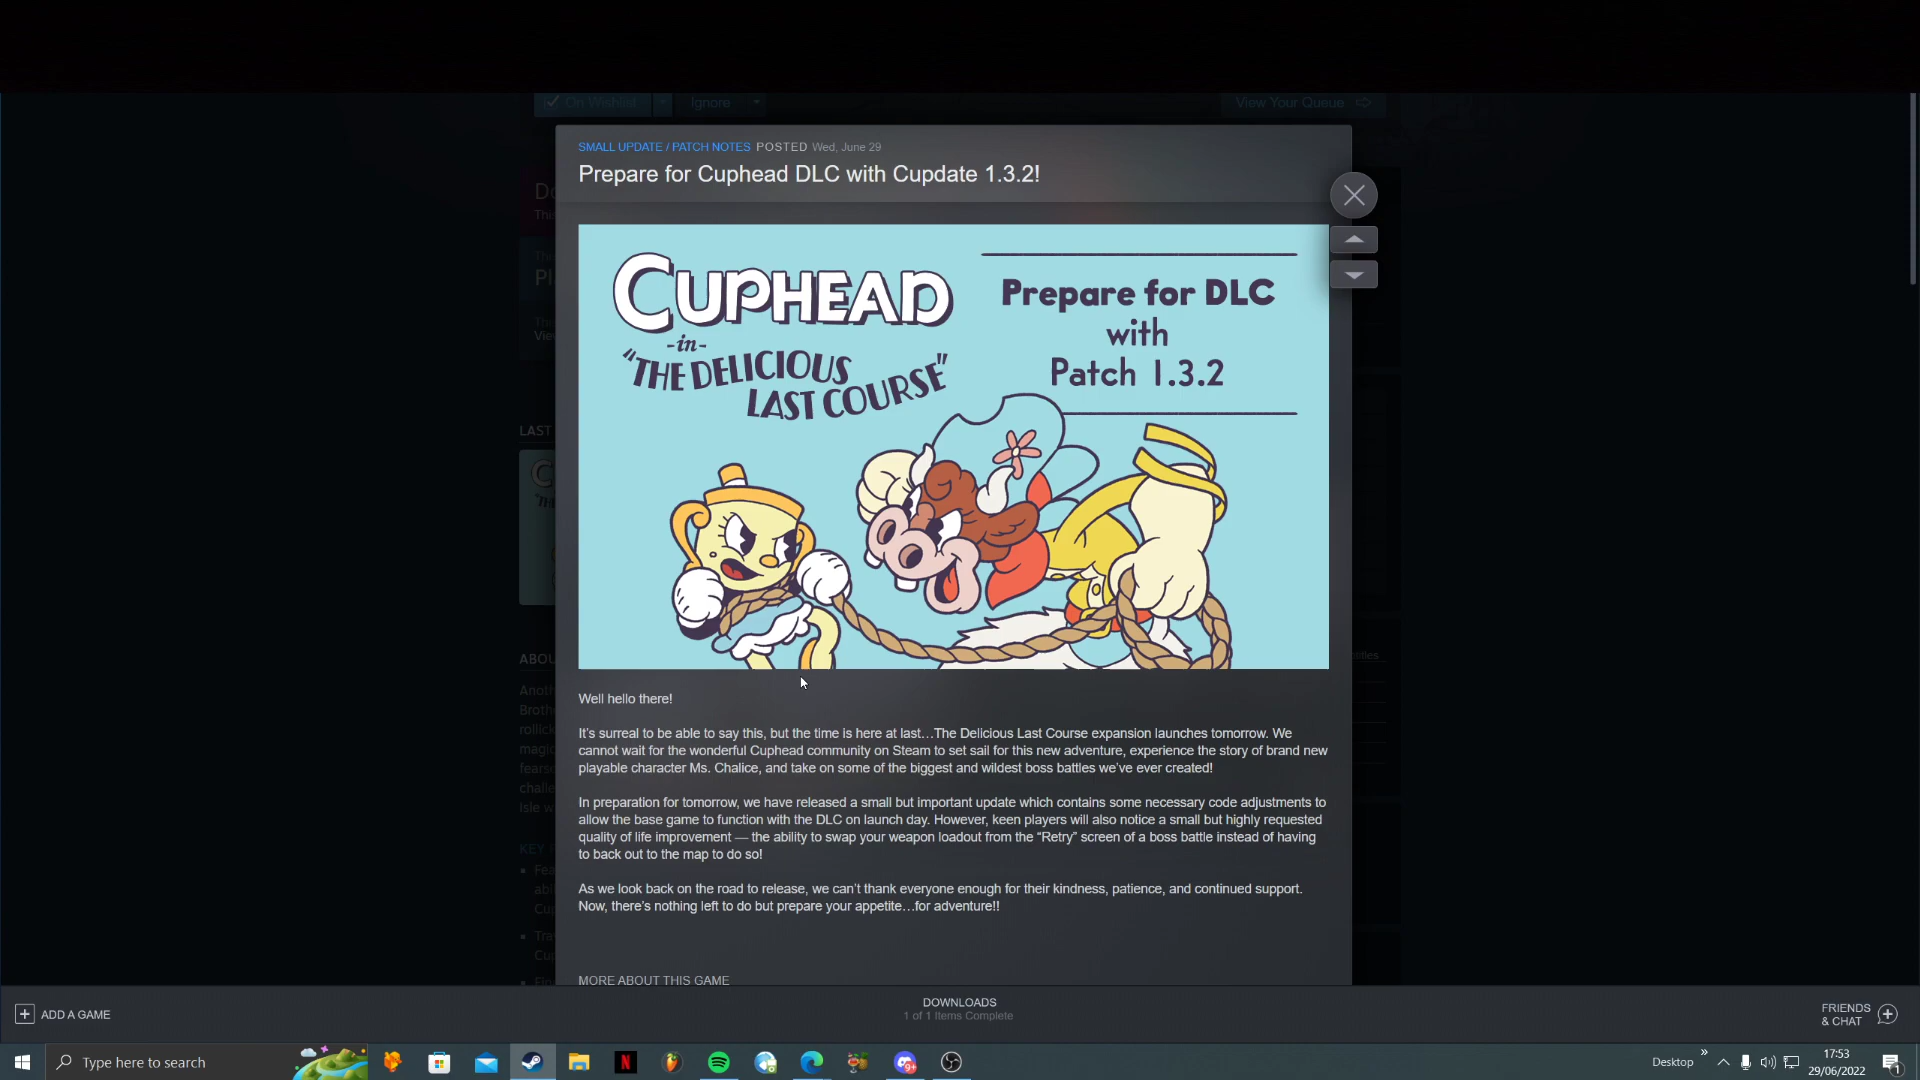 On Wishlist
Ignore
View Your Queue
SMALL UPDATE / PATCH NOTES POSTED Wed, June 29
Prepare for Cuphead DLC with Cupdate 1.3.2!
CUPHEAD
-in-
"THE DELICIOUS
LAST COURSE"
Prepare for DLC
with
Patch 1.3.2
LAST
Well hello there!
It's surreal to be able to say this, but the time is here at last…The Delicious Last Course expansion launches tomorrow. We
cannot wait for the wonderful Cuphead community on Steam to set sail for this new adventure, experience the story of brand new
playable character Ms. Chalice, and take on some of the biggest and wildest boss battles we've ever created!
In preparation for tomorrow, we have released a small but important update which contains some necessary code adjustments to
allow the base game to function with the DLC on launch day. However, keen players will also notice a small but highly requested
quality of life improvement — the ability to swap your weapon loadout from the “Retry” screen of a boss battle instead of having
to back out to the map to do so!
As we look back on the road to release, we can't thank everyone enough for their kindness, patience, and continued support.
Now, there's nothing left to do but prepare your appetite…for adventure!!
MORE ABOUT THIS GAME
ADD A GAME
DOWNLOADS
1 of 1 Items Complete
FRIENDS
& CHAT
Type here to search
Desktop
17:53
29/06/2022